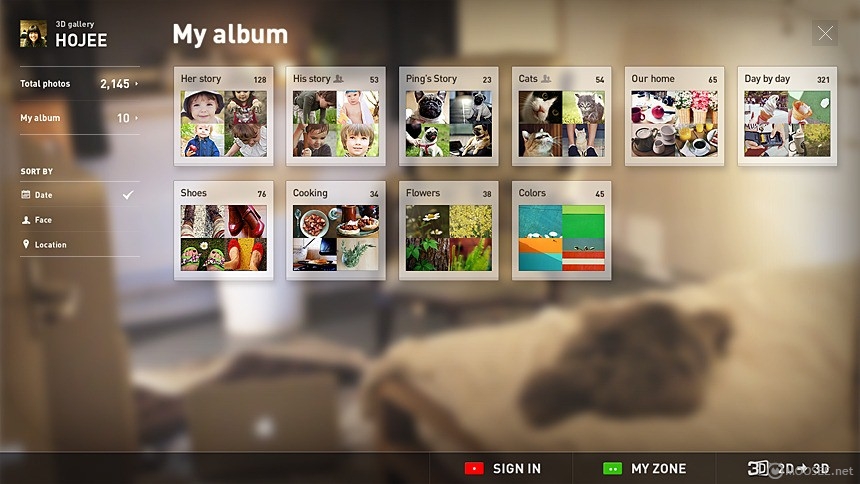 3D gallery
HOJEE
Total photos 2,145
My album 10
SORT BY
Date
Face
Location
My album
Her story 128
His story 53
Ping's Story 23
Cats 54
Our home 65
Day by day 321
Shoes 76
Cooking 34
Flowers 38
Colors 45
SIGN IN
MY ZONE
3D 2D→3D
MOOSEE.net